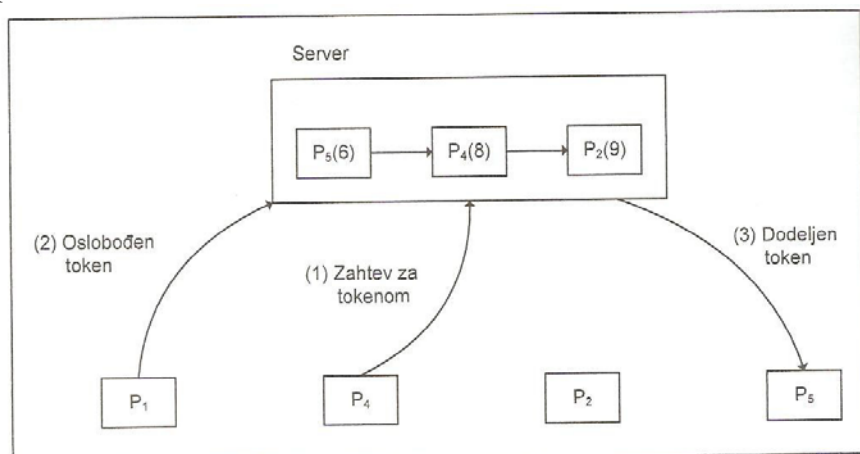 Server
P₅(6)
P₄(8)
P₂(9)
(2) Oslobođen
token
(1) Zahtev za
tokenom
(3) Dodeljen
token
P₁
P₄
P₂
P₅